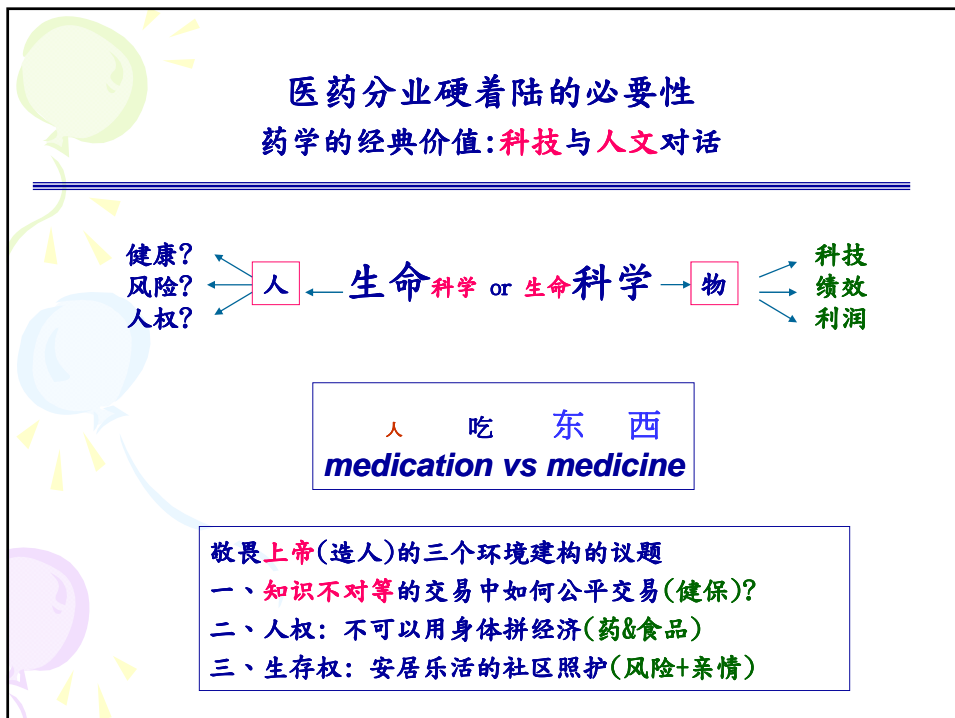 医药分业硬着陆的必要性
药学的经典价值:科技与人文对话
健康?
风险?
人权?
人
生命科学 or 生命科学
物
科技
绩效
利润
人 吃 东 西
medication vs medicine
敬畏上帝(造人)的三个环境建构的议题
一、知识不对等的交易中如何公平交易(健保)?
二、人权: 不可以用身体拼经济(药&食品)
三、生存权: 安居乐活的社区照护(风险+亲情)